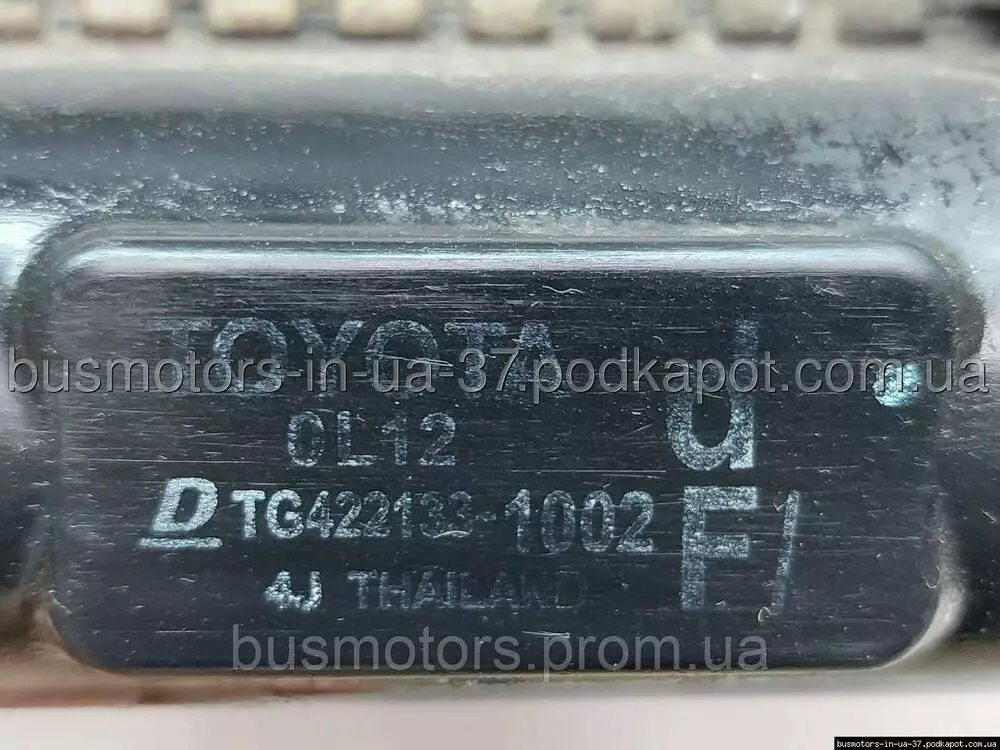 TOYOTA
busmotors-in-ua-37.podkapot.com.ua
0L12
d
D TG422133-1002
F/
4J THAILAND
busmotors.prom.ua
busmotors-in-ua-37.podkapot.com.ua